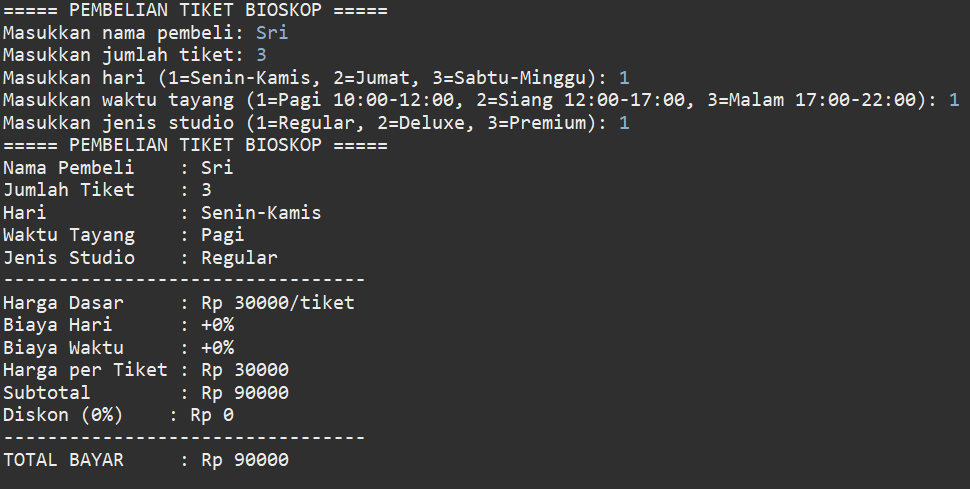 ===== PEMBELIAN TIKET BIOSKOP =====
Masukkan nama pembeli: Sri
Masukkan jumlah tiket: 3
Masukkan hari (1=Senin-Kamis, 2=Jumat, 3=Sabtu-Minggu): 1
Masukkan waktu tayang (1=Pagi 10:00-12:00, 2=Siang 12:00-17:00, 3=Malam 17:00-22:00): 1
Masukkan jenis studio (1=Regular, 2=Deluxe, 3=Premium): 1
===== PEMBELIAN TIKET BIOSKOP =====
Nama Pembeli    : Sri
Jumlah Tiket    : 3
Hari            : Senin-Kamis
Waktu Tayang    : Pagi
Jenis Studio    : Regular
---------------------------------
Harga Dasar     : Rp 30000/tiket
Biaya Hari      : +0%
Biaya Waktu     : +0%
Harga per Tiket : Rp 30000
Subtotal        : Rp 90000
Diskon (0%)    : Rp 0
---------------------------------
TOTAL BAYAR     : Rp 90000